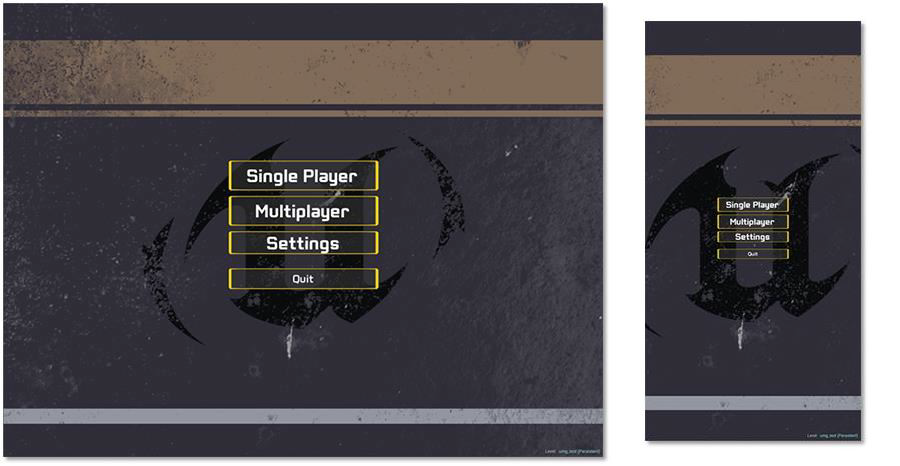 Single Player
Multiplayer
Settings
Quit
Level: umg_test (Persistent)
Single Player
Multiplayer
Settings
Quit
Level: umg_test (Persistent)